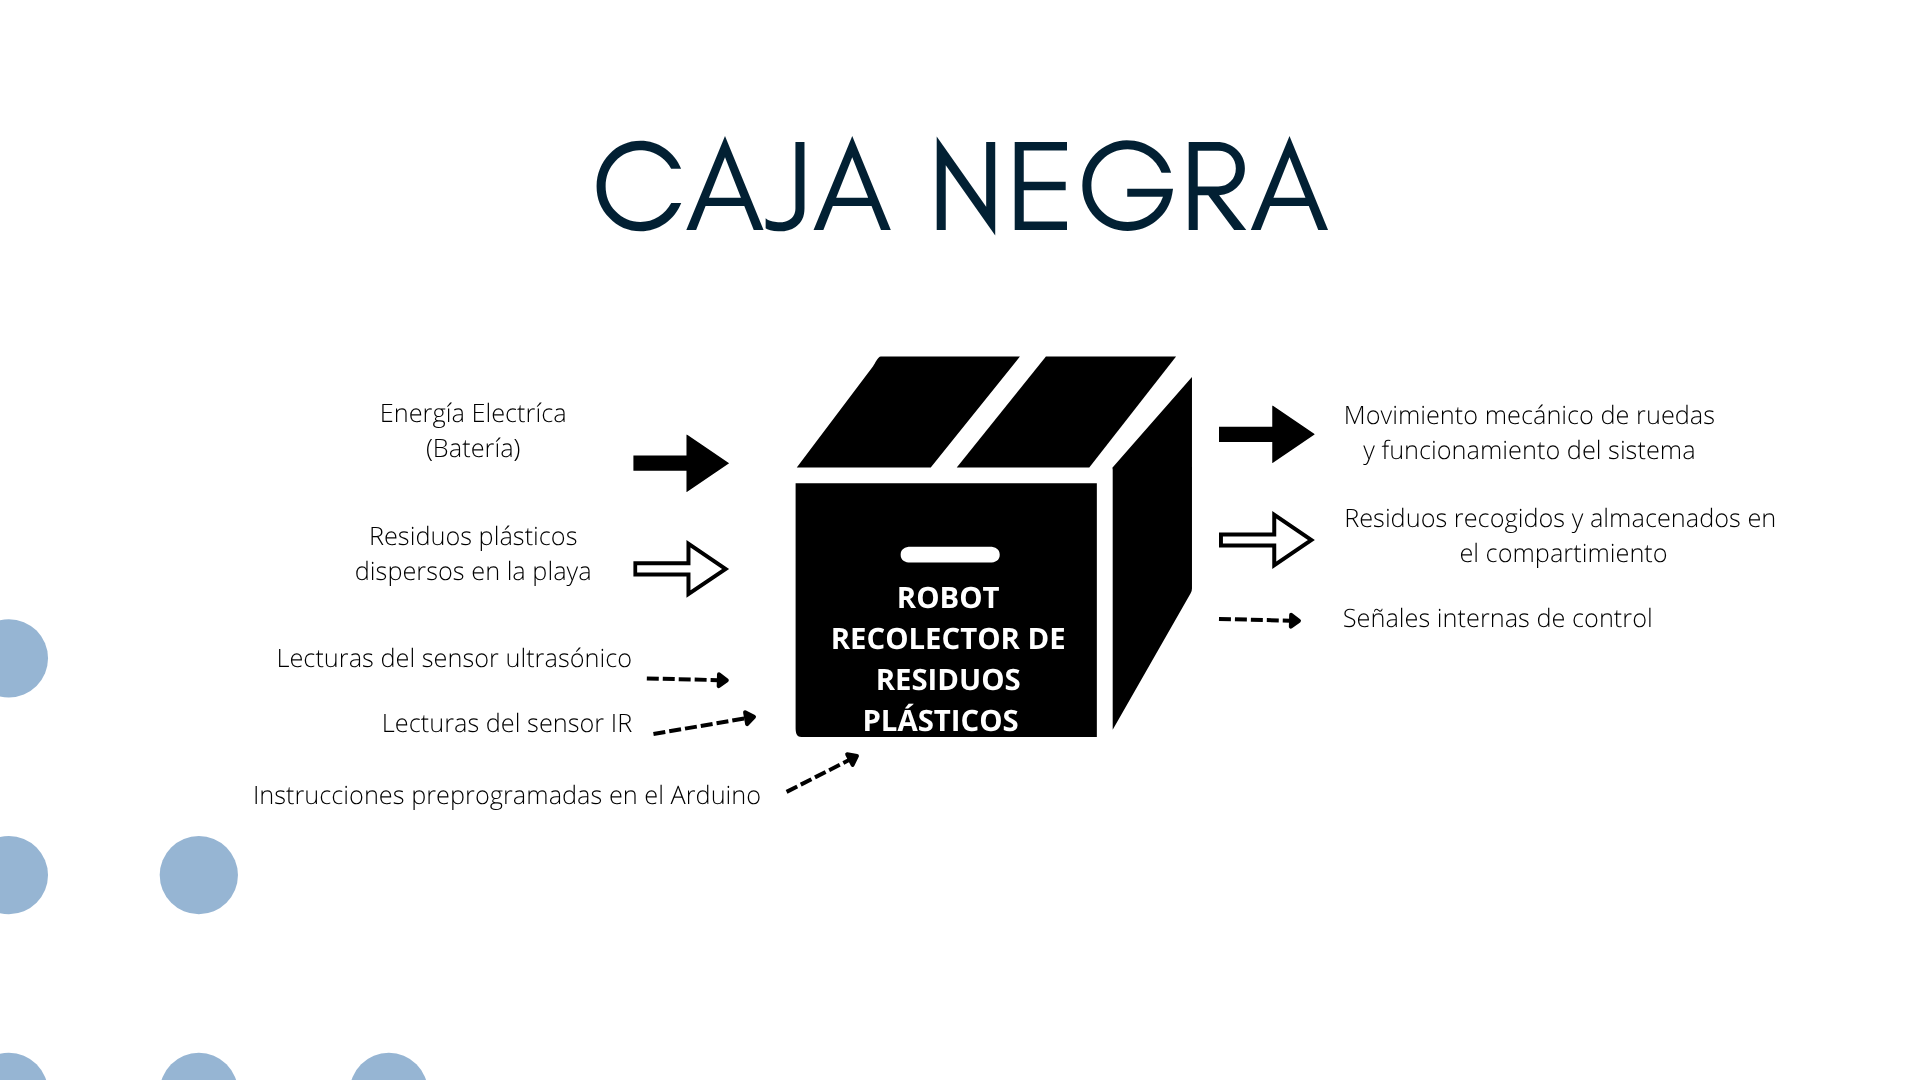 CAJA NEGRA
Energía Electríca
(Batería)
Residuos plásticos
dispersos en la playa
Lecturas del sensor ultrasónico
Lecturas del sensor IR
Instrucciones preprogramadas en el Arduino
ROBOT
RECOLECTOR DE
RESIDUOS
PLÁSTICOS
Movimiento mecánico de ruedas
y funcionamiento del sistema
Residuos recogidos y almacenados en
el compartimiento
Señales internas de control